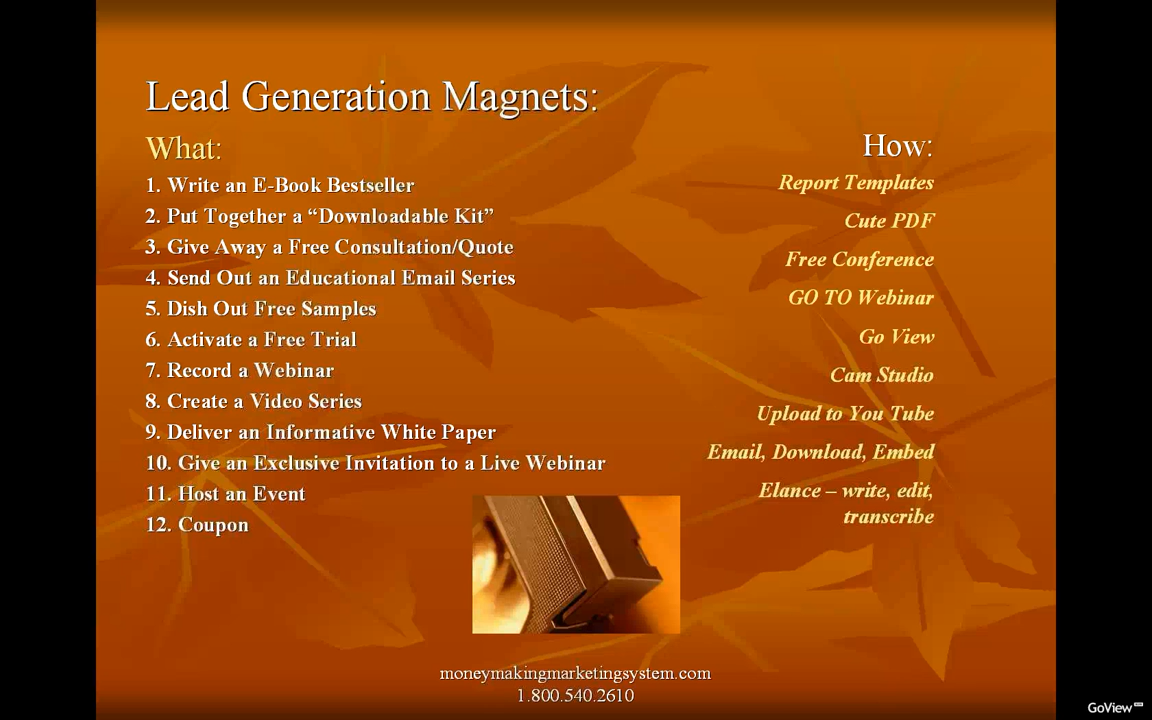 Lead Generation Magnets:
What:
1. Write an E-Book Bestseller
2. Put Together a “Downloadable Kit”
3. Give Away a Free Consultation/Quote
4. Send Out an Educational Email Series
5. Dish Out Free Samples
6. Activate a Free Trial
7. Record a Webinar
8. Create a Video Series
9. Deliver an Informative White Paper
10. Give an Exclusive Invitation to a Live Webinar
11. Host an Event
12. Coupon
How:
Report Templates
Cute PDF
Free Conference
GO TO Webinar
Go View
Cam Studio
Upload to You Tube
Email, Download, Embed
Elance – write, edit,
transcribe
moneymakingmarketingsystem.com
1.800.540.2610
GoView